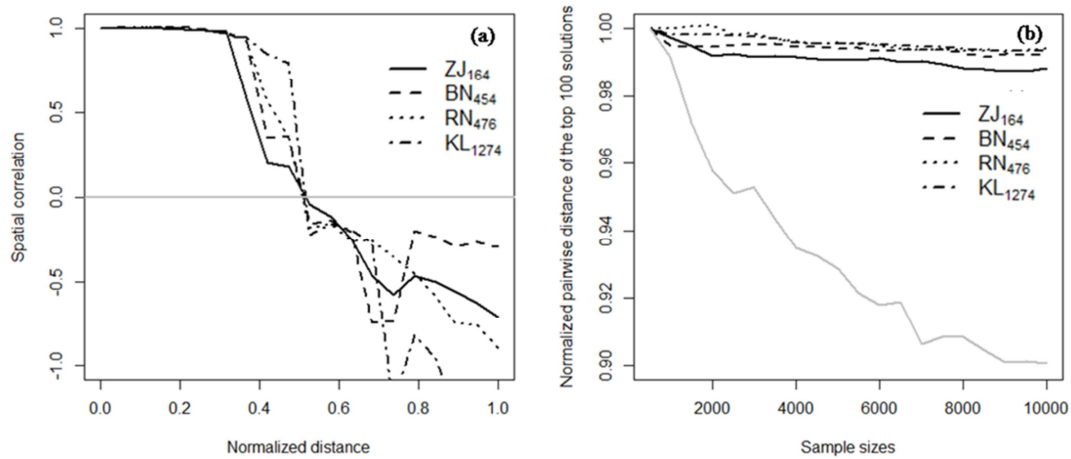 (a)
ZJ164
BN454
RN476
KL1274
Spatial correlation
1.0
0.5
0.0
-0.5
-1.0
0.0 0.2 0.4 0.6 0.8 1.0
Normalized distance
(b)
ZJ164
BN454
RN476
KL1274
Normalized pairwise distance of the top 100 solutions
1.00
0.98
0.96
0.94
0.92
0.90
2000 4000 6000 8000 10000
Sample sizes